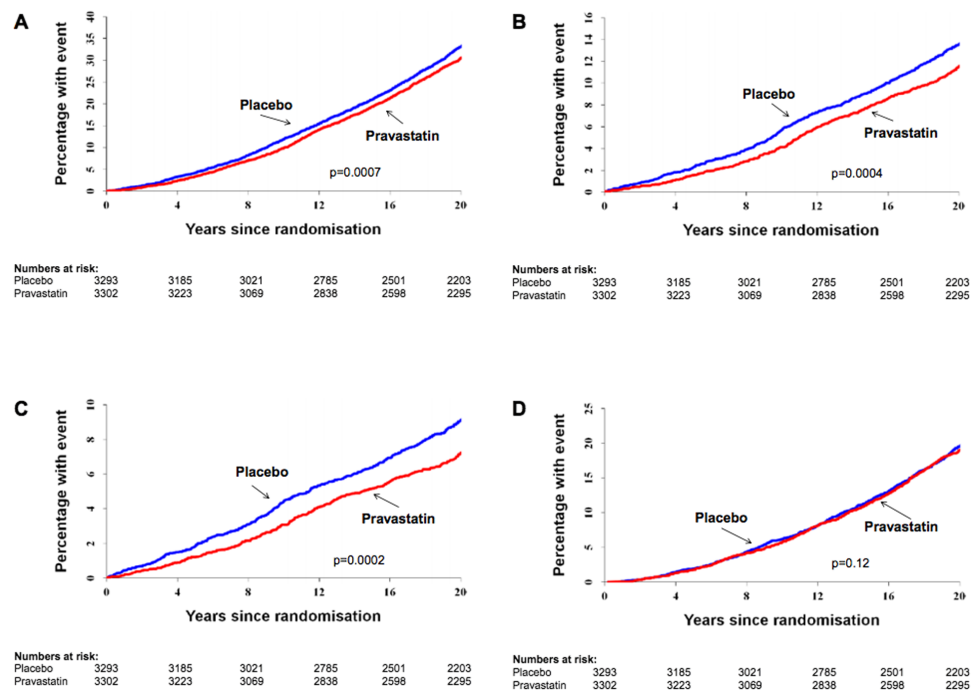 A
Percentage with event
40
35
30
25
20
15
10
5
0
Placebo
Pravastatin
p=0.0007
0 4 8 12 16 20
Years since randomisation
Numbers at risk:
Placebo 3293 3185 3021 2785 2501 2203
Pravastatin 3302 3223 3069 2838 2598 2295
B
Percentage with event
16
14
12
10
8
6
4
2
0
Placebo
Pravastatin
p=0.0004
0 4 8 12 16 20
Years since randomisation
Numbers at risk:
Placebo 3293 3185 3021 2785 2501 2203
Pravastatin 3302 3223 3069 2838 2598 2295
C
Percentage with event
10
8
6
4
2
0
Placebo
Pravastatin
p=0.0002
0 4 8 12 16 20
Years since randomisation
Numbers at risk:
Placebo 3293 3185 3021 2785 2501 2203
Pravastatin 3302 3223 3069 2838 2598 2295
D
Percentage with event
25
20
15
10
5
0
Placebo
Pravastatin
p=0.12
0 4 8 12 16 20
Years since randomisation
Numbers at risk:
Placebo 3293 3185 3021 2785 2501 2203
Pravastatin 3302 3223 3069 2838 2598 2295